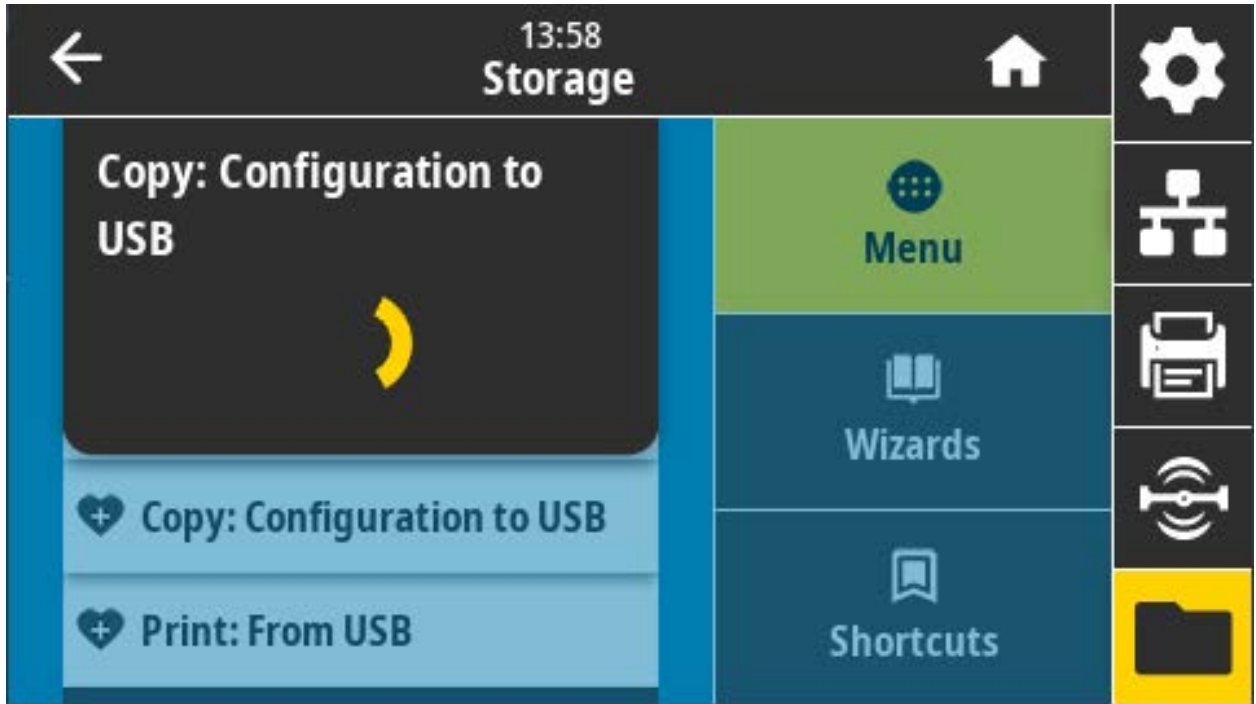 13:58
Storage
Copy: Configuration to
USB
Copy: Configuration to USB
Print: From USB
Menu
Wizards
Shortcuts